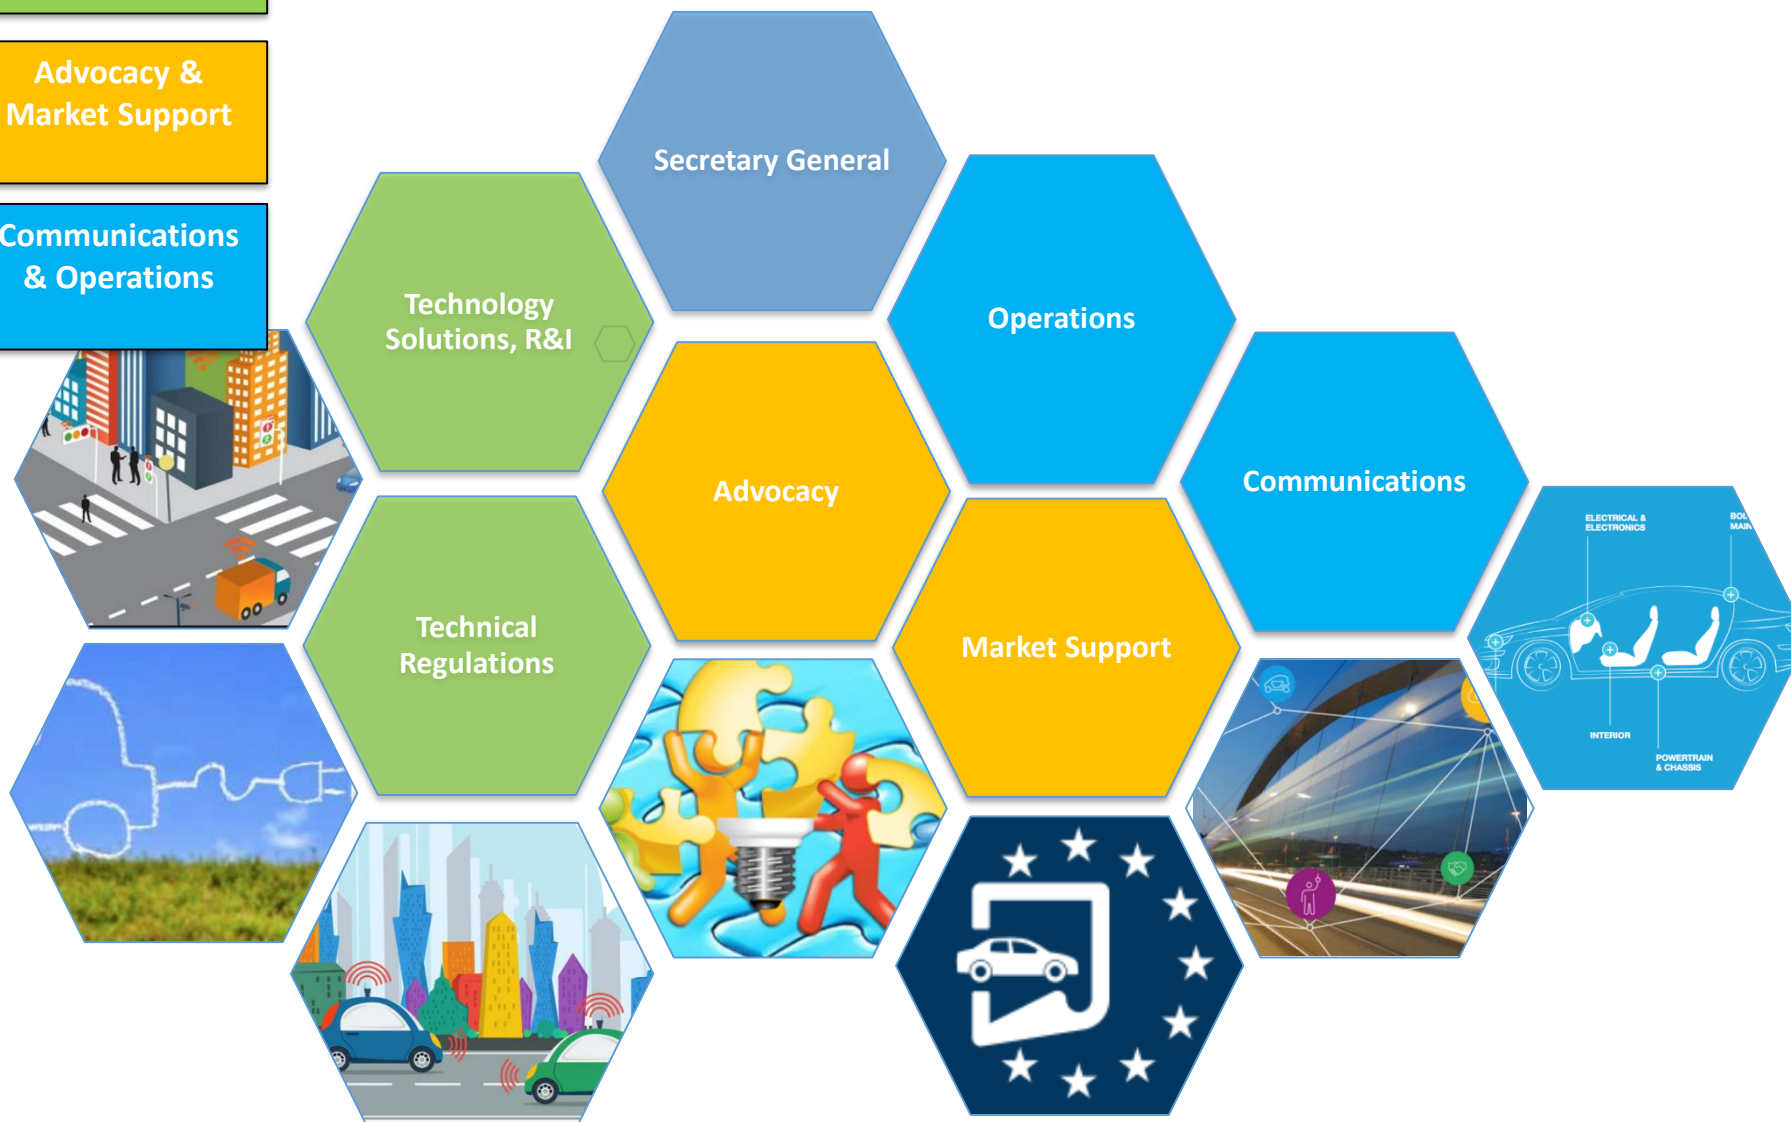 Advocacy &
Market Support
Communications
& Operations
Secretary General
Technology
Solutions, R&I
Operations
Advocacy
Communications
Technical
Regulations
Market Support
ELECTRICAL &
ELECTRONICS
INTERIOR
POWERTRAIN
& CHASSIS